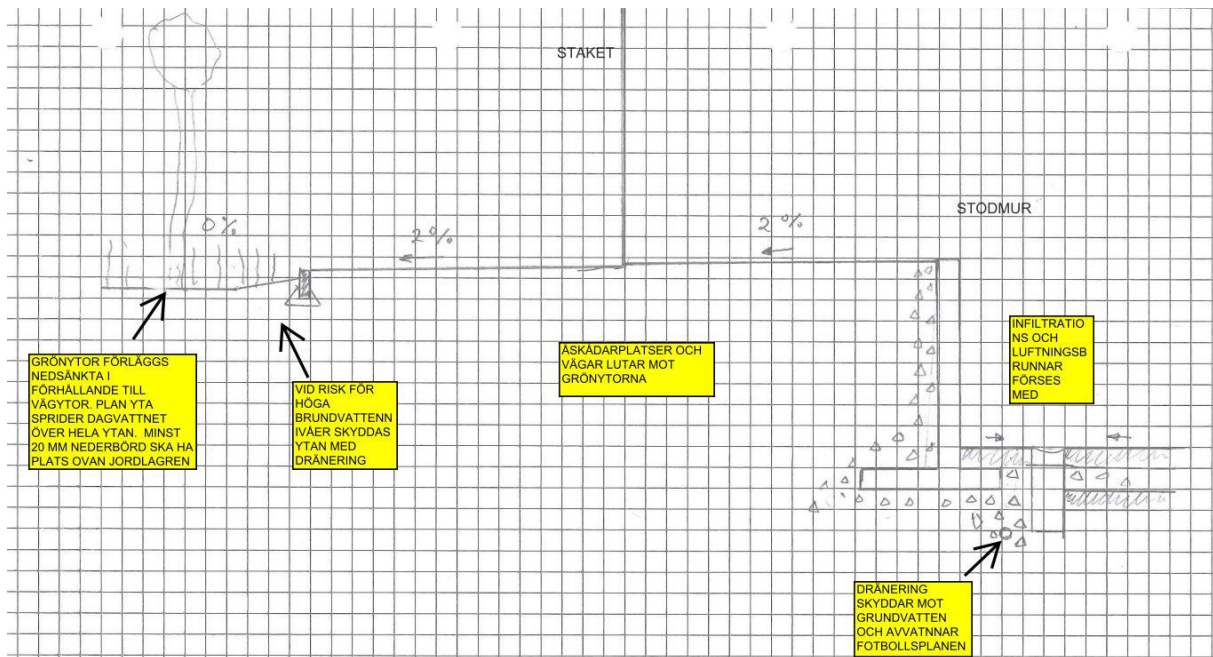 STAKET
STÖDMUR
0%
2%
2%
GRÖNYTOR FÖRLÄGGS
NEDSÄNKTA I
FÖRHÅLLANDE TILL
VÄGYTOR. PLAN YTA
SPRIDER DAGVATTNET
ÖVER HELA YTAN. MINST
20 MM NEDERBÖRD SKA HA
PLATS OVAN JORDLAGREN
VID RISK FÖR
HÖGA
BRUNDVATTENN
IVÅER SKYDDAS
YTAN MED
DRÄNERING
ÅSKÅDARPLATSER OCH
VÄGAR LUTAR MOT
GRÖNYTORNA
INFILTRATIO
NS OCH
LUFTNINGSB
RUNNAR
FÖRSES
MED
DRÄNERING
SKYDDAR MOT
GRUNDVATTEN
OCH AVVATNNAR
FOTBOLLSPLANEN